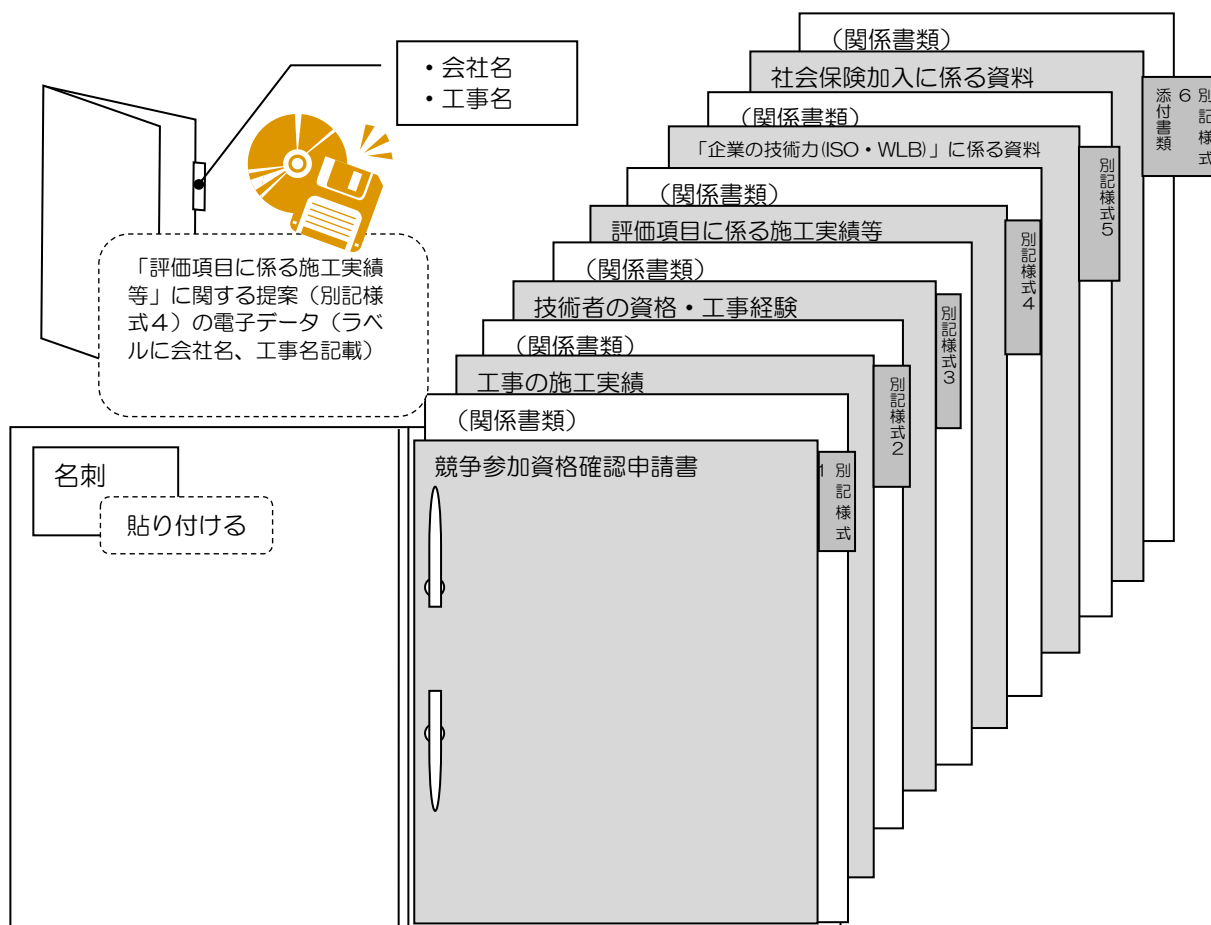 ・会社名
・工事名
「評価項目に係る施工実績
等」に関する提案（別記様
式４）の電子データ（ラベ
ルに会社名、工事名記載）
名刺
貼り付ける
（関係書類）
社会保険加入に係る資料
別記様式
６
添付書類
（関係書類）
「企業の技術力(ISO・WLB)」に係る資料
別記様式５
（関係書類）
評価項目に係る施工実績等
別記様式４
（関係書類）
技術者の資格・工事経験
別記様式３
（関係書類）
工事の施工実績
別記様式２
（関係書類）
競争参加資格確認申請書
別記様式
１